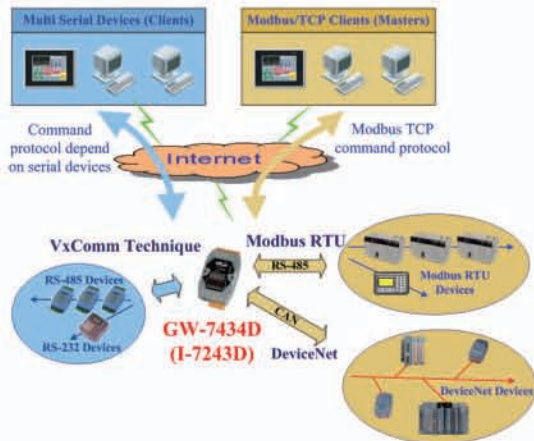 Multi Serial Devices (Clients)
Modbus/TCP Clients (Masters)
Command
protocol depend
on serial devices
Internet
Modbus TCP
command protocol
VxComm Technique
Modbus RTU
RS-485
RS-485 Devices
RS-232 Devices
Modbus RTU
Devices
GW-7434D
(I-7243D)
CAN
DeviceNet
DeviceNet Devices